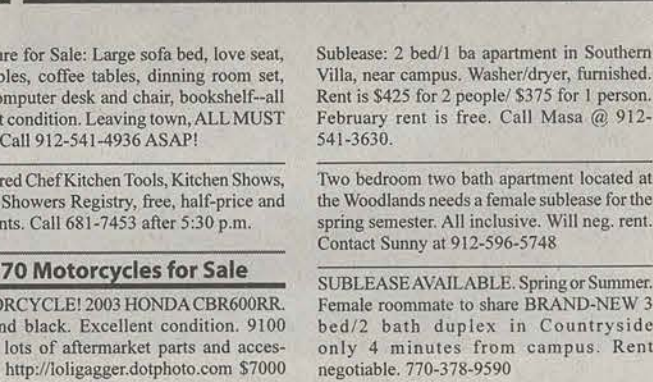 re for Sale: Large sofa bed, love seat,
les, coffee tables, dinning room set,
mputer desk and chair, bookshelf--all
t condition. Leaving town, ALL MUST
Call 912-541-4936 ASAP!
red Chef Kitchen Tools, Kitchen Shows,
Showers Registry, free, half-price and
nts. Call 681-7453 after 5:30 p.m.
70 Motorcycles for Sale
ORCYCLE! 2003 HONDA CBR600RR.
nd black. Excellent condition. 9100
lots of aftermarket parts and acces-
http://loligagger.dotphoto.com $7000
Sublease: 2 bed/1 ba apartment in Southern
Villa, near campus. Washer/dryer, furnished.
Rent is $425 for 2 people/ $375 for 1 person.
February rent is free. Call Masa @ 912-
541-3630.
Two bedroom two bath apartment located at
the Woodlands needs a female sublease for the
spring semester. All inclusive. Will neg. rent.
Contact Sunny at 912-596-5748
SUBLEASE AVAILABLE. Spring or Summer.
Female roommate to share BRAND-NEW 3
bed/2 bath duplex in Countryside
only 4 minutes from campus. Rent
negotiable. 770-378-9590